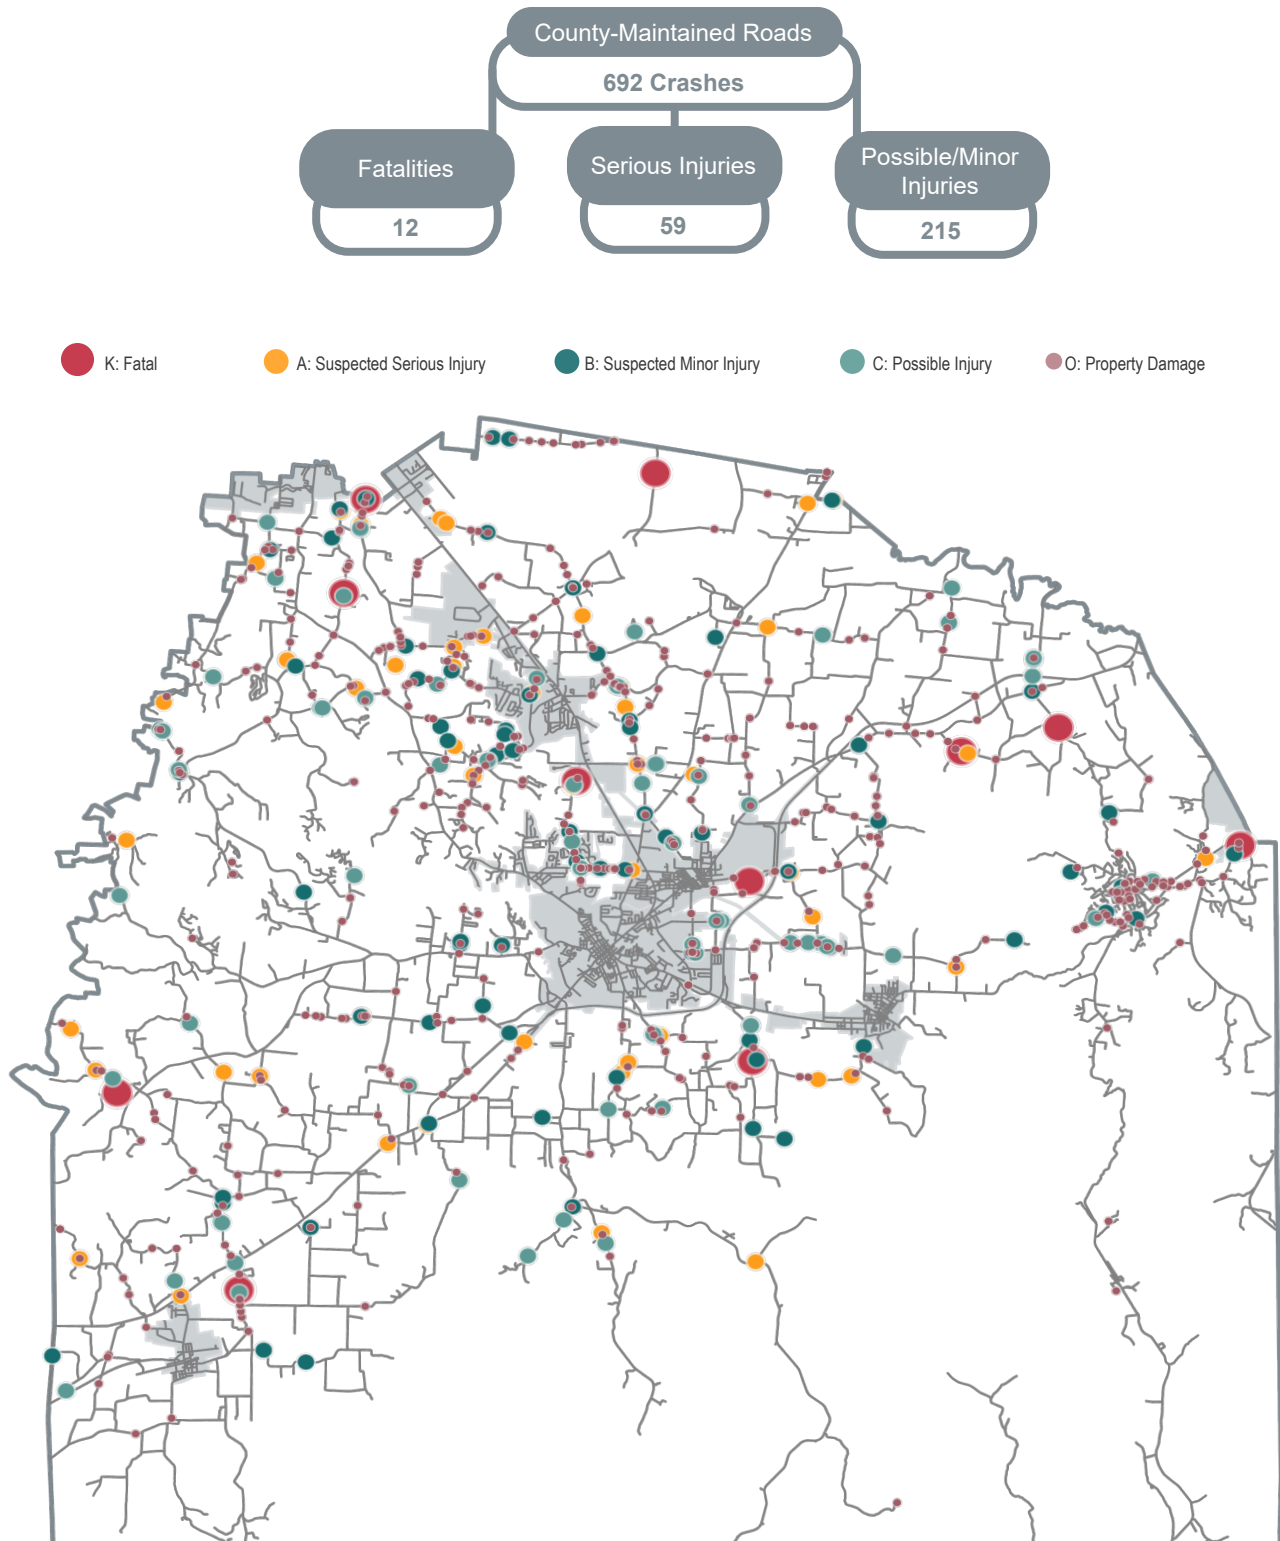 County-Maintained Roads
692 Crashes
Fatalities
12
Serious Injuries
59
Possible/Minor
Injuries
215
K: Fatal
A: Suspected Serious Injury
B: Suspected Minor Injury
C: Possible Injury
O: Property Damage